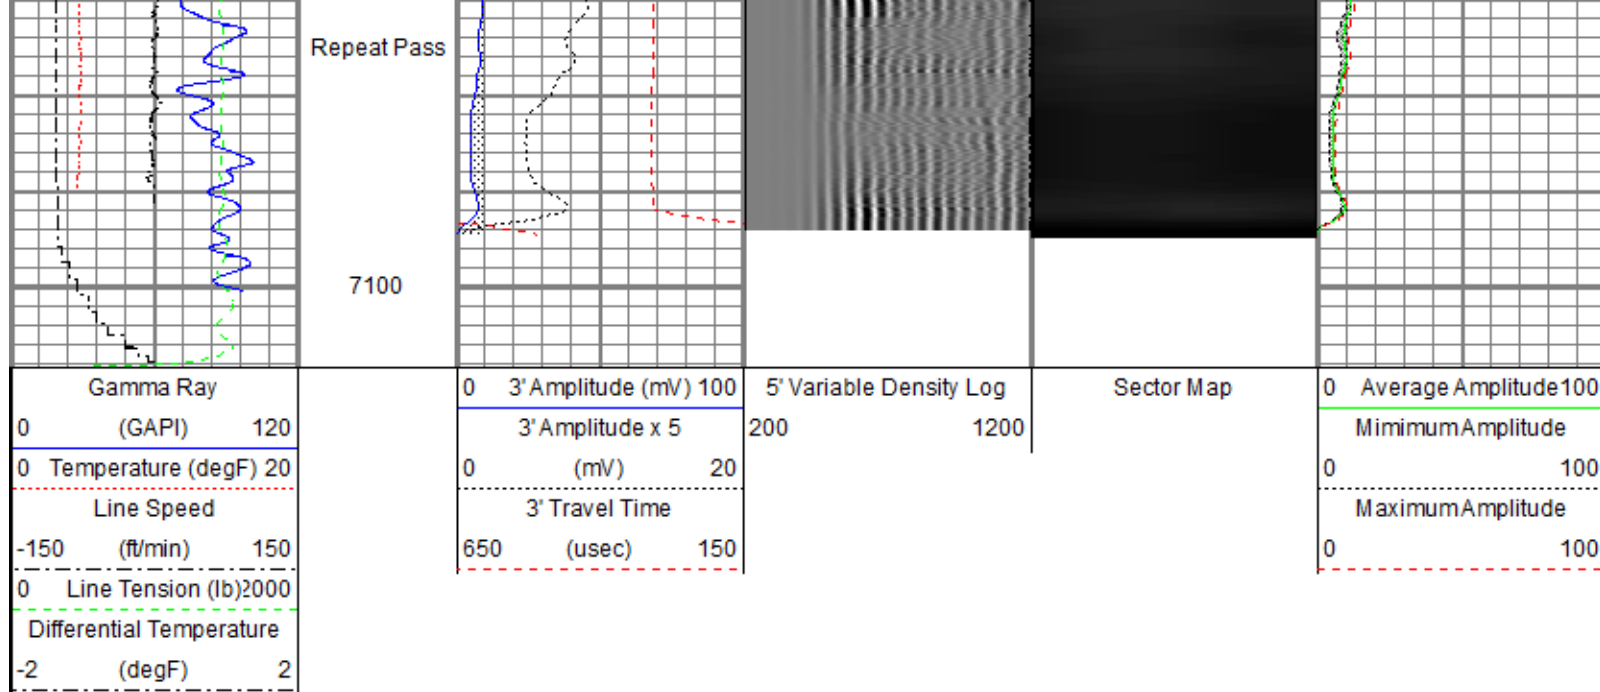 Repeat Pass
7100
Gamma Ray
0 (GAPI) 120
0 Temperature (degF) 20
Line Speed
-150 (ft/min) 150
0 Line Tension (lb) 2000
Differential Temperature
-2 (degF) 2
0 3' Amplitude (mV) 100
3' Amplitude x 5
0 (mV) 20
3' Travel Time
650 (usec) 150
5' Variable Density Log
200 1200
Sector Map
0 Average Amplitude 100
Mimimum Amplitude
0 100
Maximum Amplitude
0 100